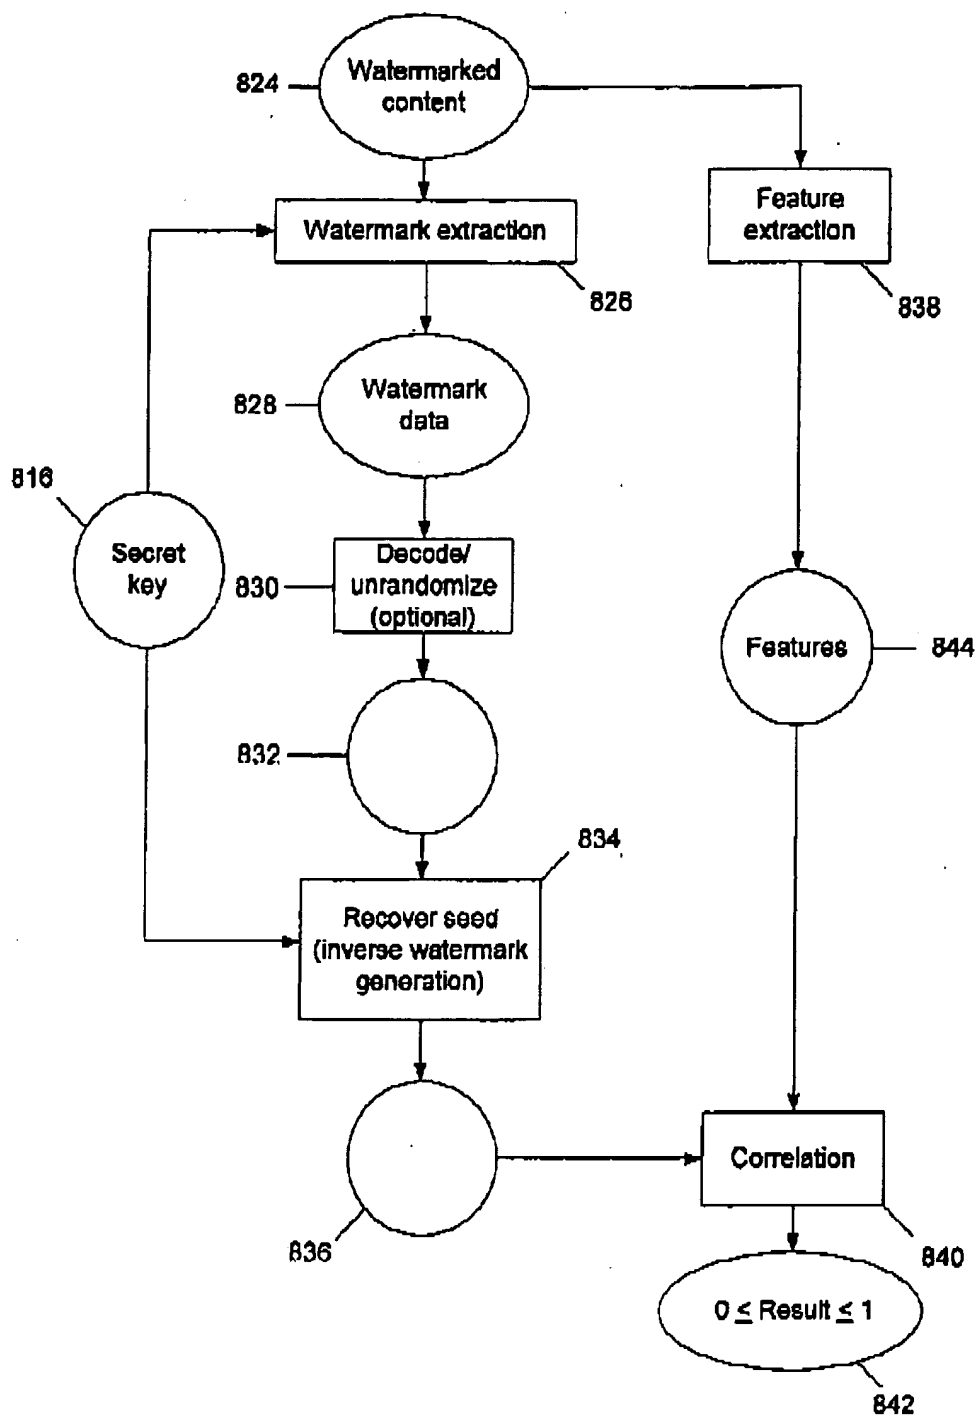 824
Watermarked
content
Feature
extraction
838
Watermark extraction
826
828
Watermark
data
816
Secret
key
830
Decode/
unrandomize
(optional)
Features
844
832
834
Recover seed
(inverse watermark
generation)
836
Correlation
840
0 ≤ Result ≤ 1
842